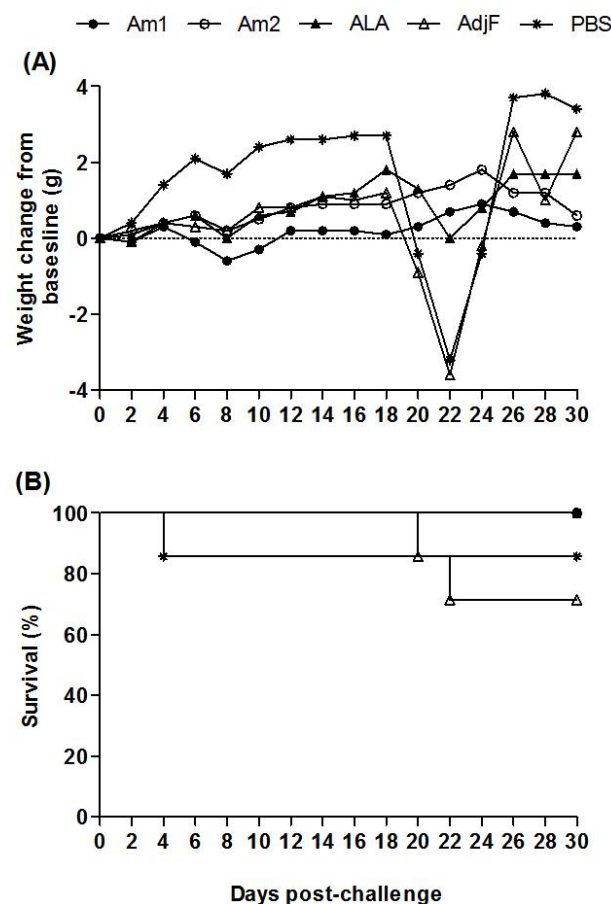 Am1 Am2 ALA AdjF PBS
(A)
Weight change from
basesline (g)
4
2
0
-2
-4
0 2 4 6 8 10 12 14 16 18 20 22 24 26 28 30
(B)
Survival (%)
100
80
60
40
20
0
0 2 4 6 8 10 12 14 16 18 20 22 24 26 28 30
Days post-challenge